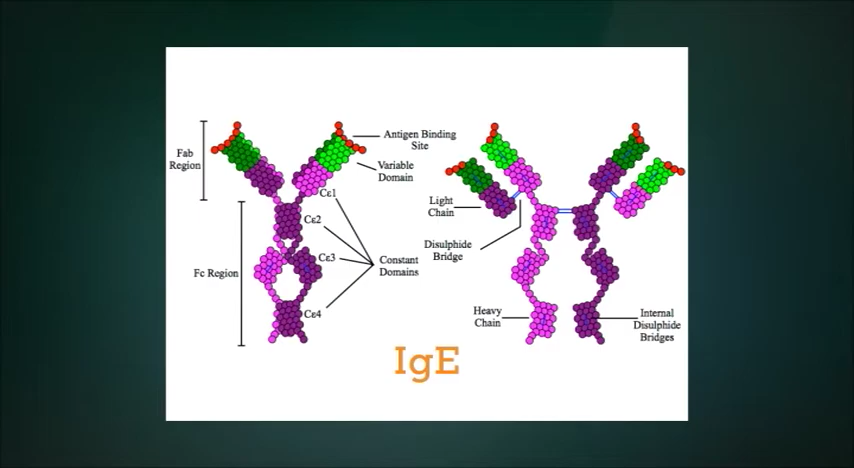 Fab
Region
Antigen Binding
Site
Variable
Domain
Cε1
Cε2
Cε3
Cε4
Constant
Domains
Fc Region
Light
Chain
Disulphide
Bridge
Heavy
Chain
Internal
Disulphide
Bridges
IgE